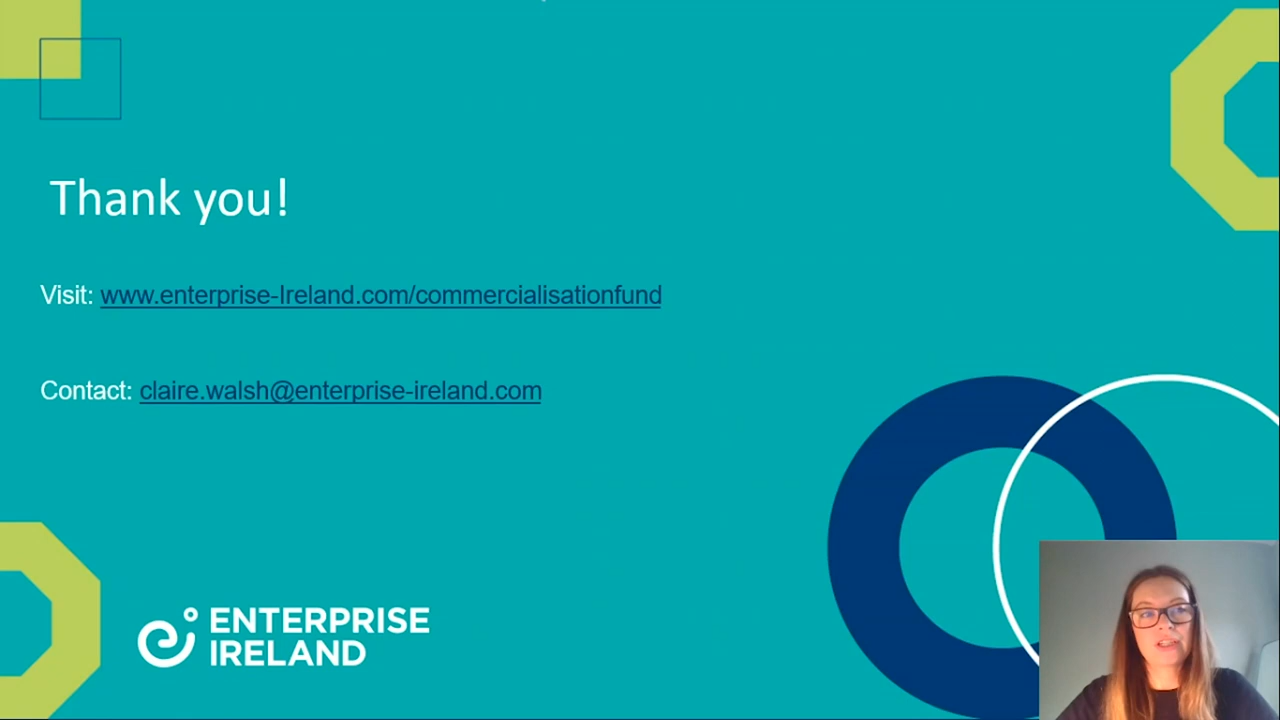 Thank you!
Visit: www.enterprise-Ireland.com/commercialisationfund
Contact: claire.walsh@enterprise-ireland.com
ENTERPRISE
IRELAND